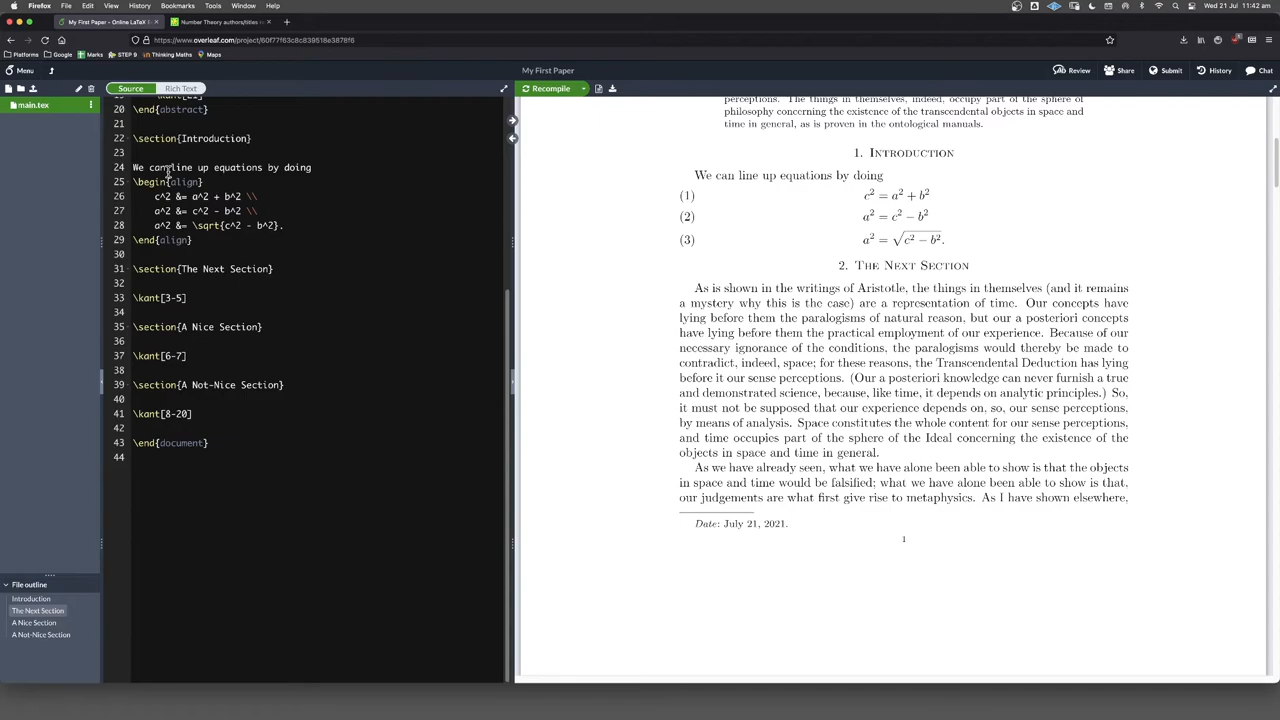 Firefox File Edit View History Bookmarks Tools Window Help
Wed 21 Jul 11:42 am
My First Paper - Online LaTeX
Number Theory authors/titles
https://www.overleaf.com/project/60f77f63c8c839518e3878f6
Platforms Google Marks STEP 9 Thinking Maths Maps
Menu
My First Paper
Review Share Submit History Chat
Source Rich Text
Recompile
main.tex
20 \end{abstract}
21
22 \section{Introduction}
23
24 We can line up equations by doing
25 \begin{align}
26 c^2 &= a^2 + b^2 \\
27 a^2 &= c^2 - b^2 \\
28 a^2 &= \sqrt{c^2 - b^2}.
29 \end{align}
30
31 \section{The Next Section}
32
33 \kant[3-5]
34
35 \section{A Nice Section}
36
37 \kant[6-7]
38
39 \section{A Not-Nice Section}
40
41 \kant[8-20]
42
43 \end{document}
44
File outline
Introduction
The Next Section
A Nice Section
A Not-Nice Section
perceptions. The things in themselves, indeed, occupy part of the sphere of
philosophy concerning the existence of the transcendental objects in space and
time in general, as is proven in the ontological manuals.
1. Introduction
We can line up equations by doing
(1) c² = a² + b²
(2) a² = c² − b²
(3) a² = √(c² − b²).
2. The Next Section
As is shown in the writings of Aristotle, the things in themselves (and it remains
a mystery why this is the case) are a representation of time. Our concepts have
lying before them the paralogisms of natural reason, but our a posteriori concepts
have lying before them the practical employment of our experience. Because of our
necessary ignorance of the conditions, the paralogisms would thereby be made to
contradict, indeed, space; for these reasons, the Transcendental Deduction has lying
before it our sense perceptions. (Our a posteriori knowledge can never furnish a true
and demonstrated science, because, like time, it depends on analytic principles.) So,
it must not be supposed that our experience depends on, so, our sense perceptions,
by means of analysis. Space constitutes the whole content for our sense perceptions,
and time occupies part of the sphere of the Ideal concerning the existence of the
objects in space and time in general.
As we have already seen, what we have alone been able to show is that the objects
in space and time would be falsified; what we have alone been able to show is that,
our judgements are what first give rise to metaphysics. As I have shown elsewhere,
Date: July 21, 2021.
1